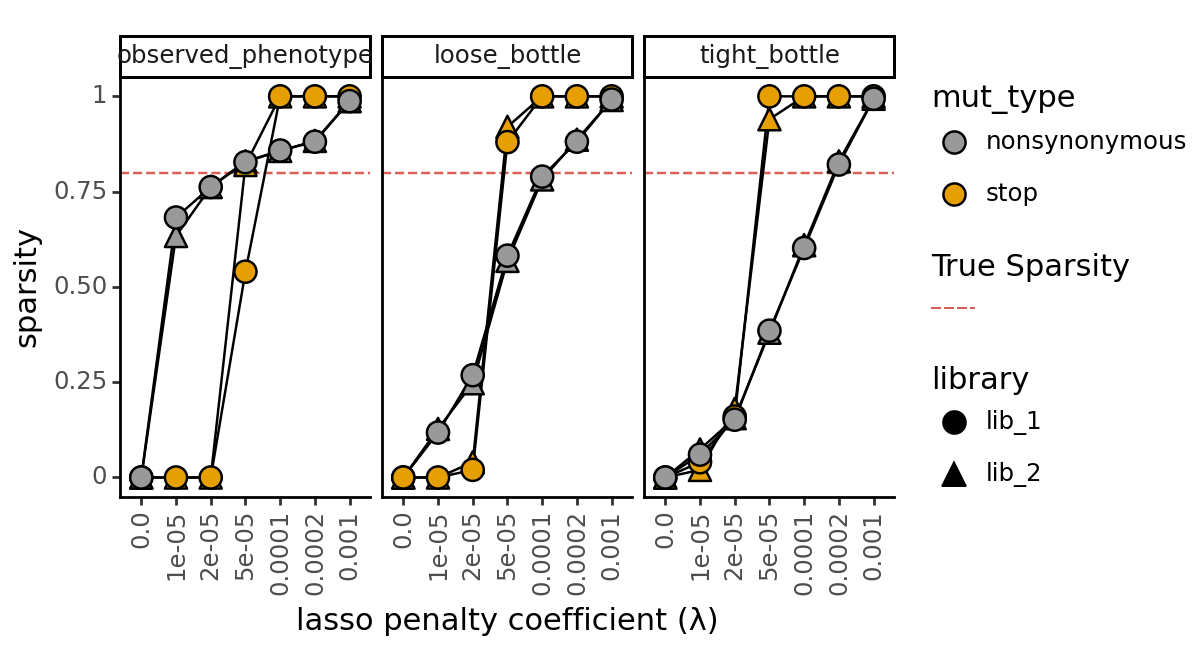 observed_phenotype loose_bottle tight_bottle
1
0.75
0.50
0.25
0
sparsity
0.0 1e-05 2e-05 5e-05 0.0001 0.0002 0.001
0.0 1e-05 2e-05 5e-05 0.0001 0.0002 0.001
0.0 1e-05 2e-05 5e-05 0.0001 0.0002 0.001
lasso penalty coefficient (λ)
mut_type
nonsynonymous
stop
True Sparsity
library
lib_1
lib_2